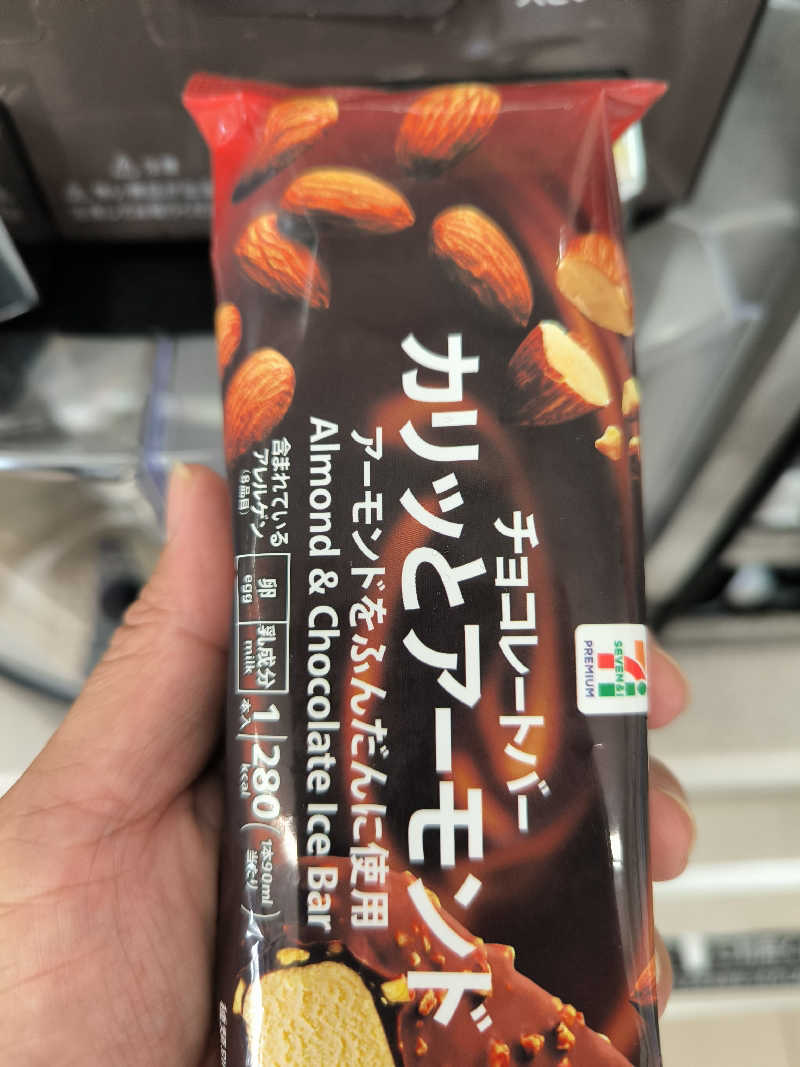 SEVEN&i
PREMIUM
チョコレートバー
カリッとアーモンド
アーモンドをふんだんに使用
Almond & Chocolate Ice Bar
含まれている
アレルゲン
(8品目)
卵
egg
乳成分
milk
1本入
280kcal
(1本90ml当たり)